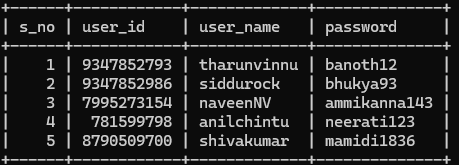 | s_no | user_id | user_name | password |
| 1 | 9347852793 | tharunvinnu | banoth12 |
| 2 | 9347852986 | siddurock | bhukya93 |
| 3 | 7995273154 | naveenNV | ammikanna143 |
| 4 | 781599798 | anilchintu | neerati123 |
| 5 | 8790509700 | shivakumar | mamidi1836 |